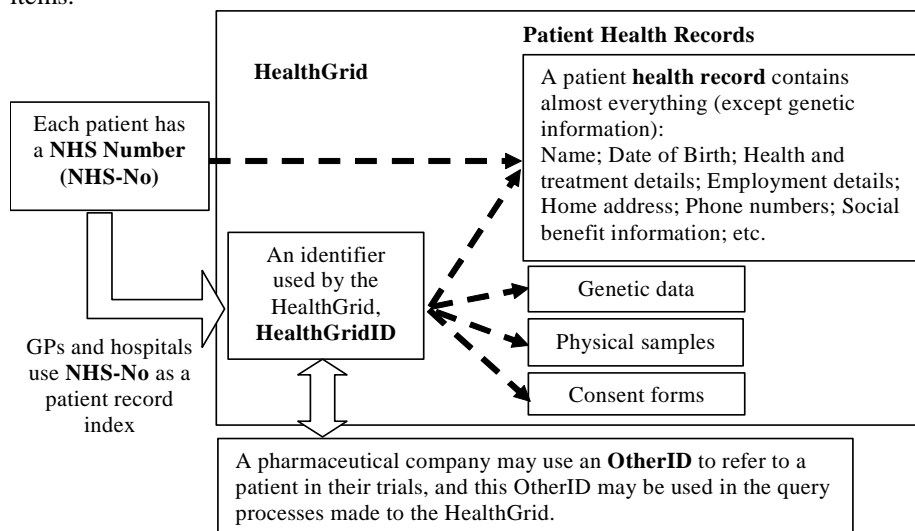 items.
Patient Health Records
HealthGrid
A patient health record contains
almost everything (except genetic
information):
Name; Date of Birth; Health and
treatment details; Employment details;
Home address; Phone numbers; Social
benefit information; etc.
Each patient has
a NHS Number
(NHS-No)
An identifier
used by the
HealthGrid,
HealthGridID
Genetic data
Physical samples
Consent forms
GPs and hospitals
use NHS-No as a
patient record
index
A pharmaceutical company may use an OtherID to refer to a
patient in their trials, and this OtherID may be used in the query
processes made to the HealthGrid.